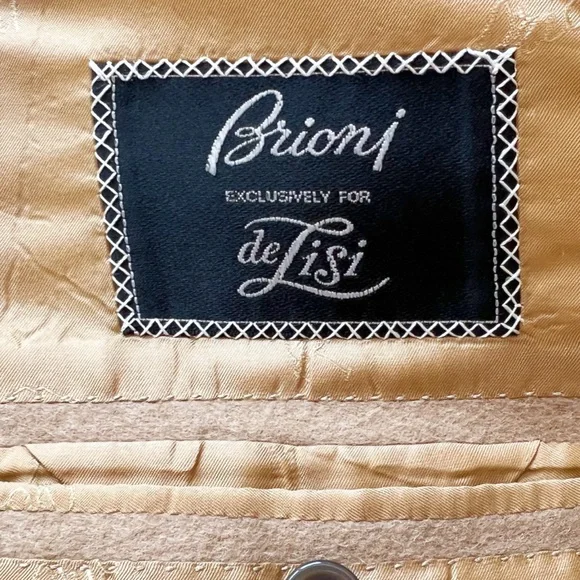 Brioni
EXCLUSIVELY FOR
de Lisi